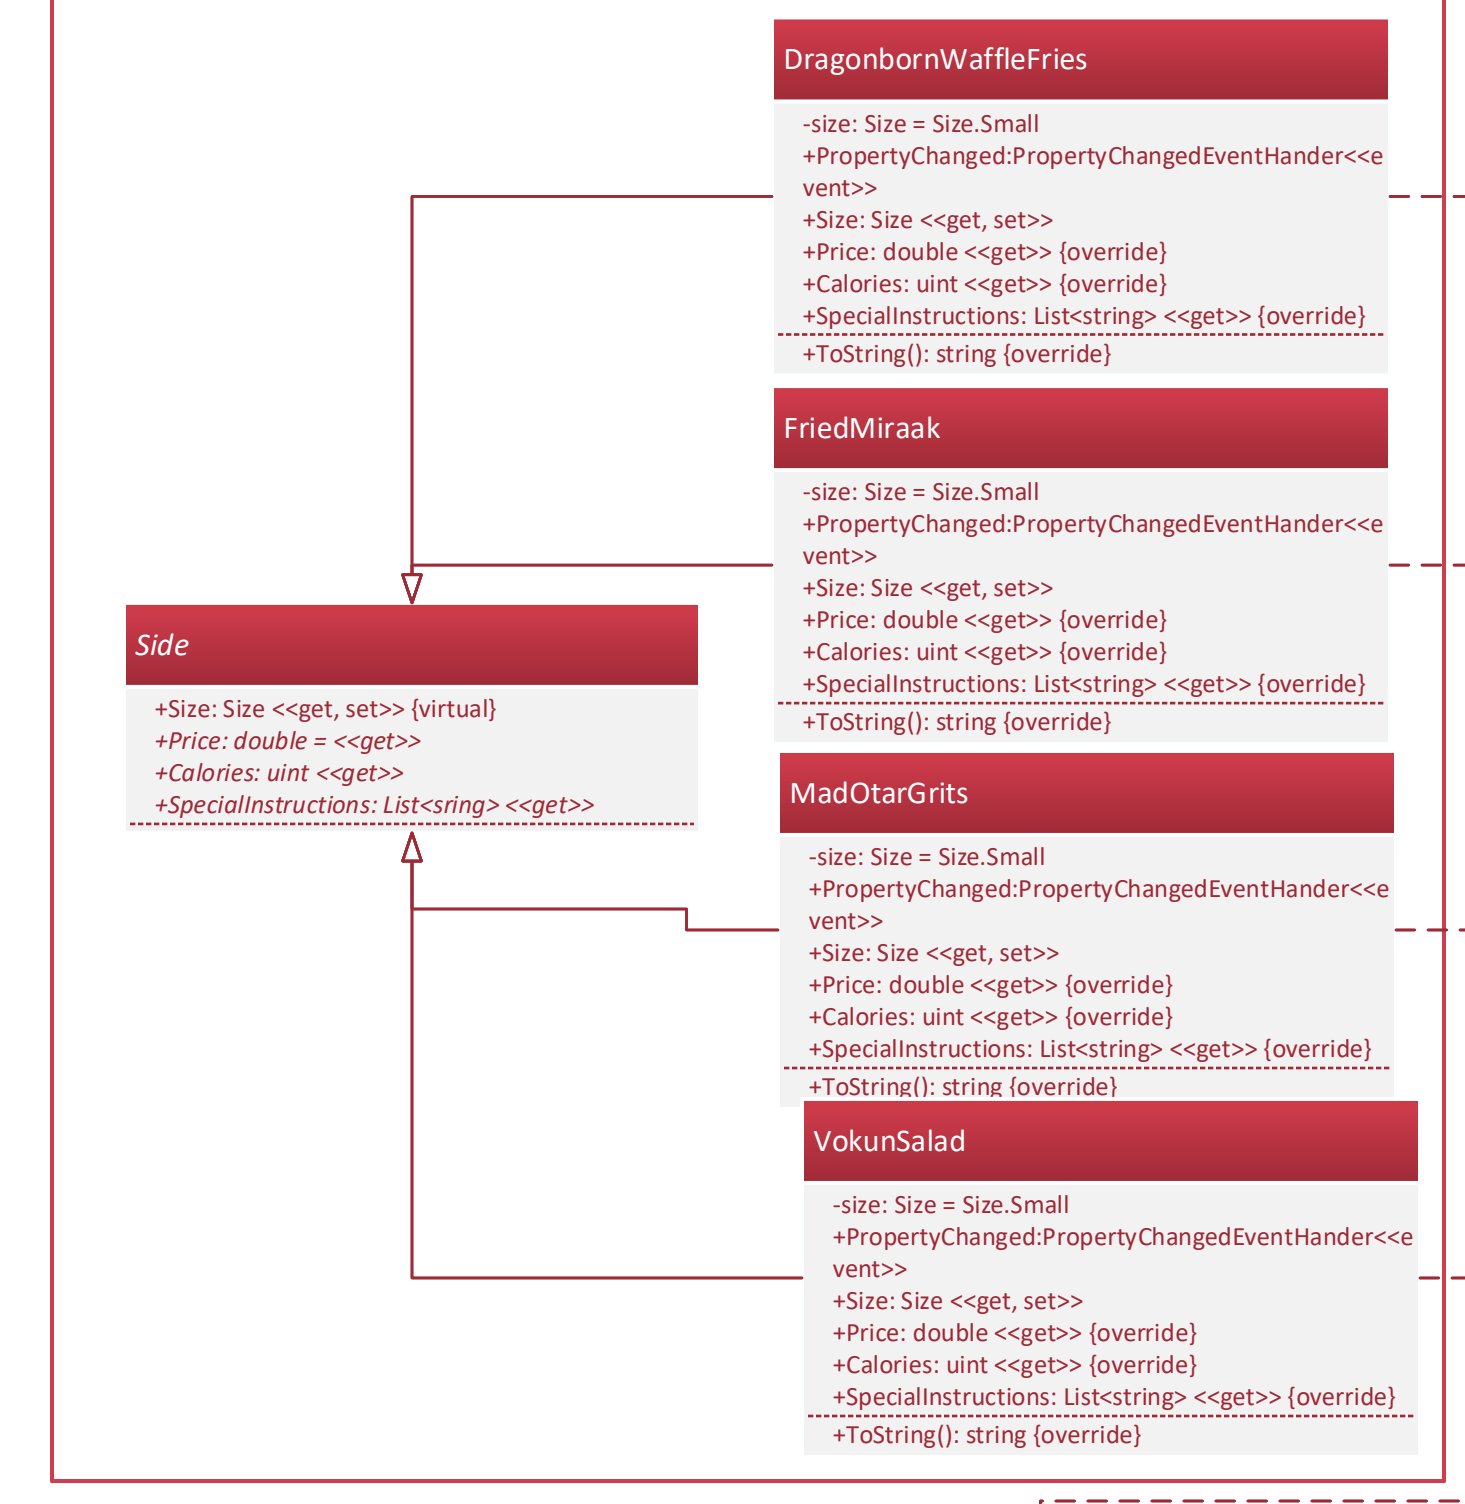 DragonbornWaffleFries
-size: Size = Size.Small
+PropertyChanged:PropertyChangedEventHander<<e
vent>>
+Size: Size <<get, set>>
+Price: double <<get>> {override}
+Calories: uint <<get>> {override}
+SpecialInstructions: List<string> <<get>> {override}
+ToString(): string {override}
FriedMiraak
-size: Size = Size.Small
+PropertyChanged:PropertyChangedEventHander<<e
vent>>
+Size: Size <<get, set>>
+Price: double <<get>> {override}
+Calories: uint <<get>> {override}
+SpecialInstructions: List<string> <<get>> {override}
+ToString(): string {override}
Side
+Size: Size <<get, set>> {virtual}
+Price: double = <<get>>
+Calories: uint <<get>>
+SpecialInstructions: List<sring> <<get>>
MadOtarGrits
-size: Size = Size.Small
+PropertyChanged:PropertyChangedEventHander<<e
vent>>
+Size: Size <<get, set>>
+Price: double <<get>> {override}
+Calories: uint <<get>> {override}
+SpecialInstructions: List<string> <<get>> {override}
+ToString(): string {override}
VokunSalad
-size: Size = Size.Small
+PropertyChanged:PropertyChangedEventHander<<e
vent>>
+Size: Size <<get, set>>
+Price: double <<get>> {override}
+Calories: uint <<get>> {override}
+SpecialInstructions: List<string> <<get>> {override}
+ToString(): string {override}